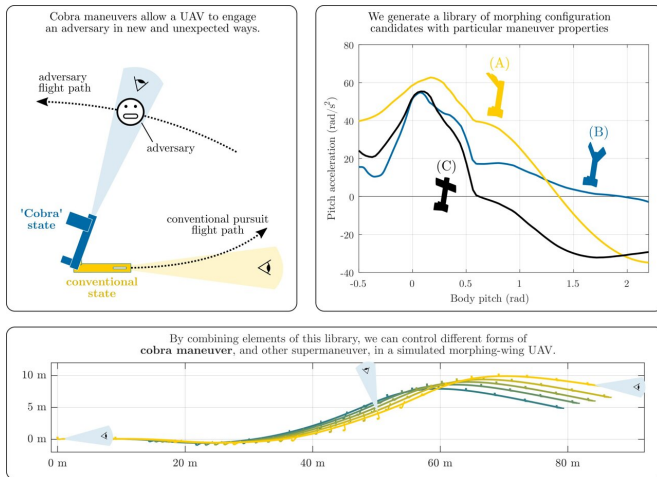 Cobra maneuvers allow a UAV to engage
an adversary in new and unexpected ways.
adversary
flight path
adversary
'Cobra'
state
conventional pursuit
flight path
conventional
state
We generate a library of morphing configuration
candidates with particular maneuver properties
Pitch acceleration (rad/s²)
80
60
40
20
0
-20
-40
(A)
(B)
(C)
-0.5
0
0.5
1
1.5
2
Body pitch (rad)
By combining elements of this library, we can control different forms of
cobra maneuver, and other supermaneuver, in a simulated morphing-wing UAV.
10 m
5 m
0 m
0 m
20 m
40 m
60 m
80 m